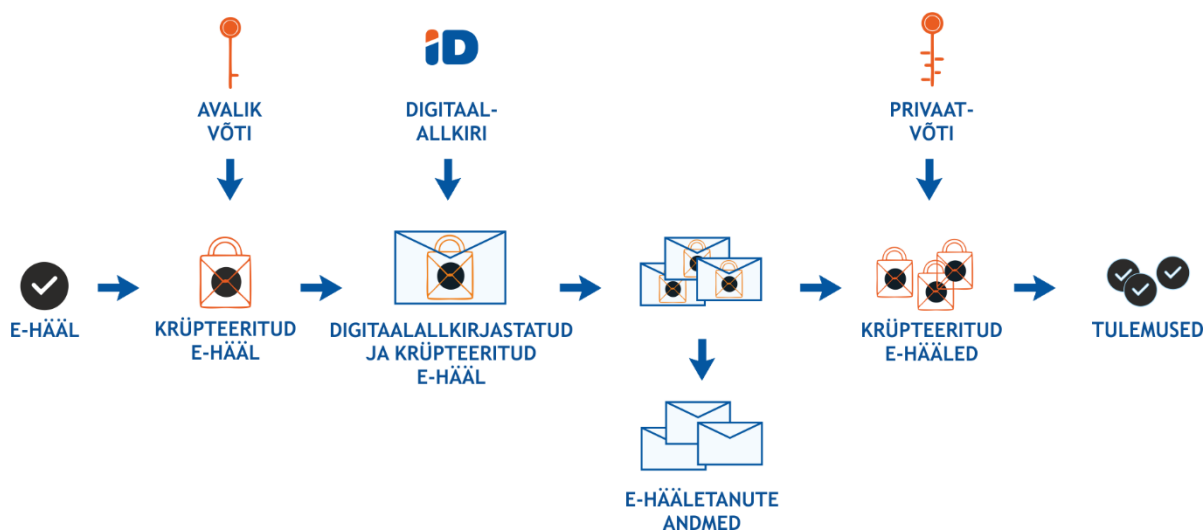 iD
AVALIK
VÕTI
DIGITAAL-
ALLKIRI
PRIVAAT-
VÕTI
E-HÄÄL
KRÜPTEERITUD
E-HÄÄL
DIGITAALALLKIRJASTATUD
JA KRÜPTEERITUD
E-HÄÄL
KRÜPTEERITUD
E-HÄÄLED
TULEMUSED
E-HÄÄLETANUTE
ANDMED